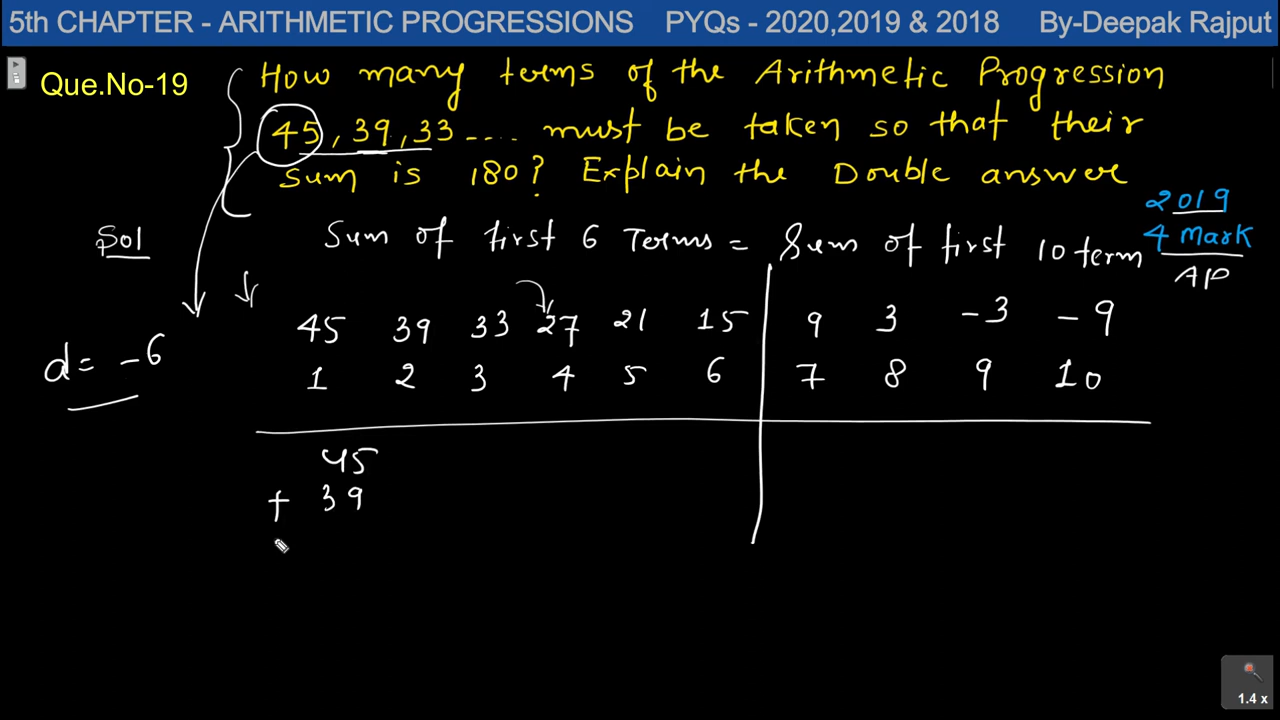 5th CHAPTER - ARITHMETIC PROGRESSIONS PYQs - 2020,2019 & 2018 By-Deepak Rajput
Que.No-19
How many terms of the Arithmetic Progression
45, 39, 33 .... must be taken so that their
sum is 180? Explain the Double answer
2019
4 Mark
AP
Sol
Sum of first 6 Terms = Sum of first 10 term
45 39 33 27 21 15 9 3 -3 -9
d= -6
1 2 3 4 5 6 7 8 9 10
45
+ 39
1.4 x